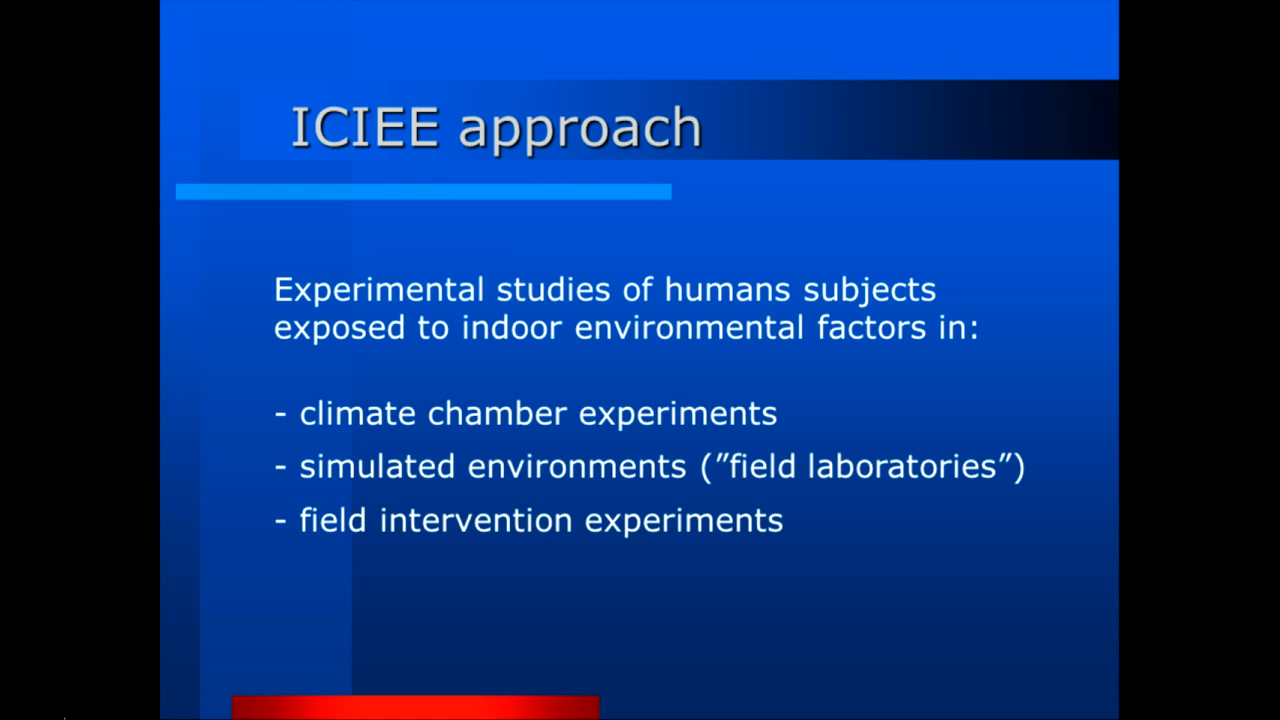 ICIEE approach
Experimental studies of humans subjects
exposed to indoor environmental factors in:
- climate chamber experiments
- simulated environments (”field laboratories”)
- field intervention experiments